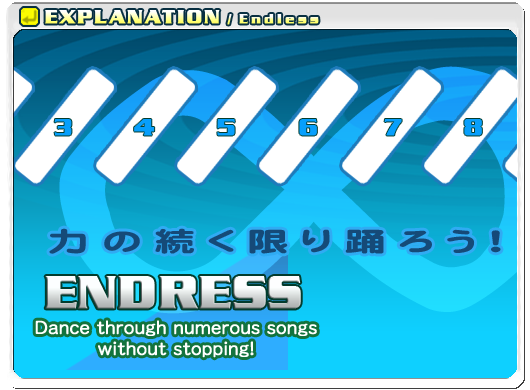 EXPLANATION / Endless
3 4 5 6 7 8
力の続く限り踊ろう!
ENDRESS
Dance through numerous songs
without stopping!